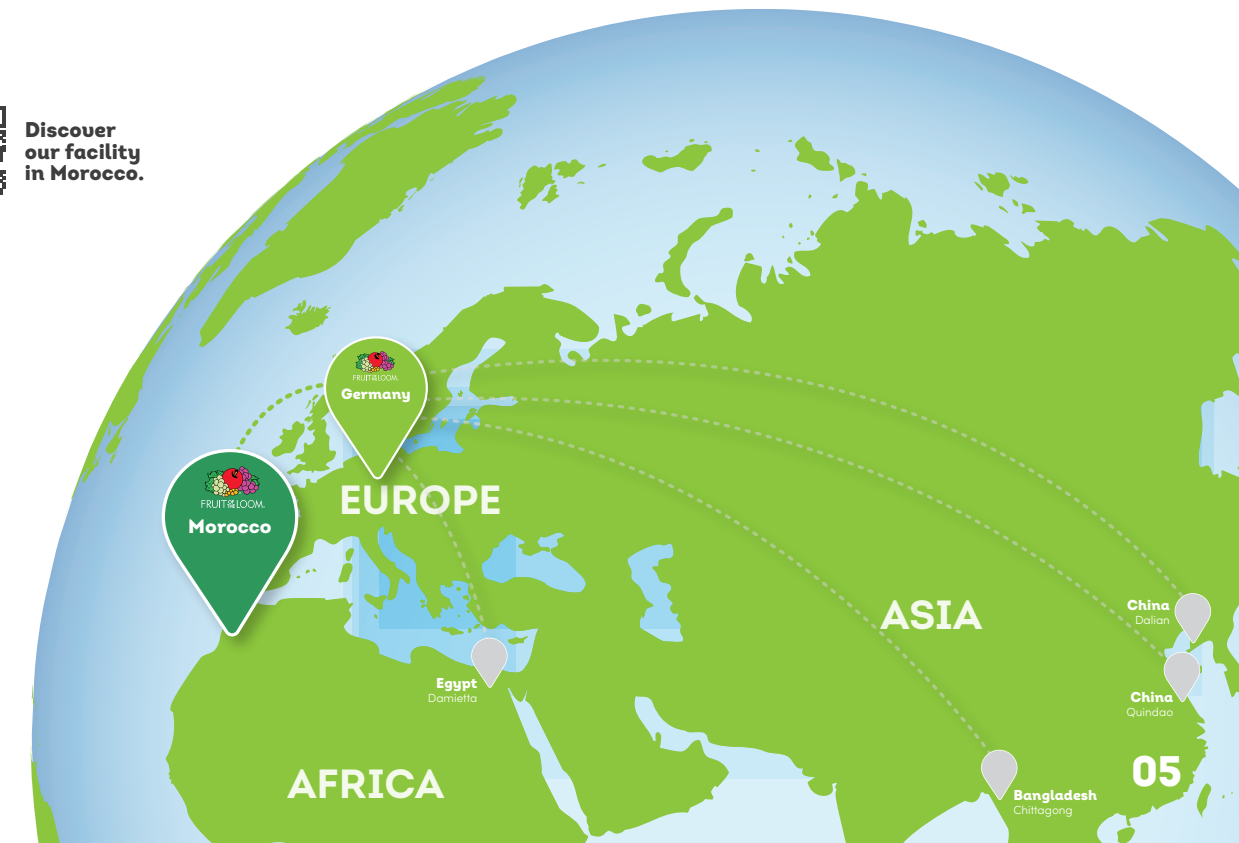 Discover
our facility
in Morocco.
FRUIT OF THE LOOM.
Germany
FRUIT OF THE LOOM.
Morocco
EUROPE
ASIA
China
Dalian
Egypt
Damietta
China
Quindao
AFRICA
05
Bangladesh
Chittagong